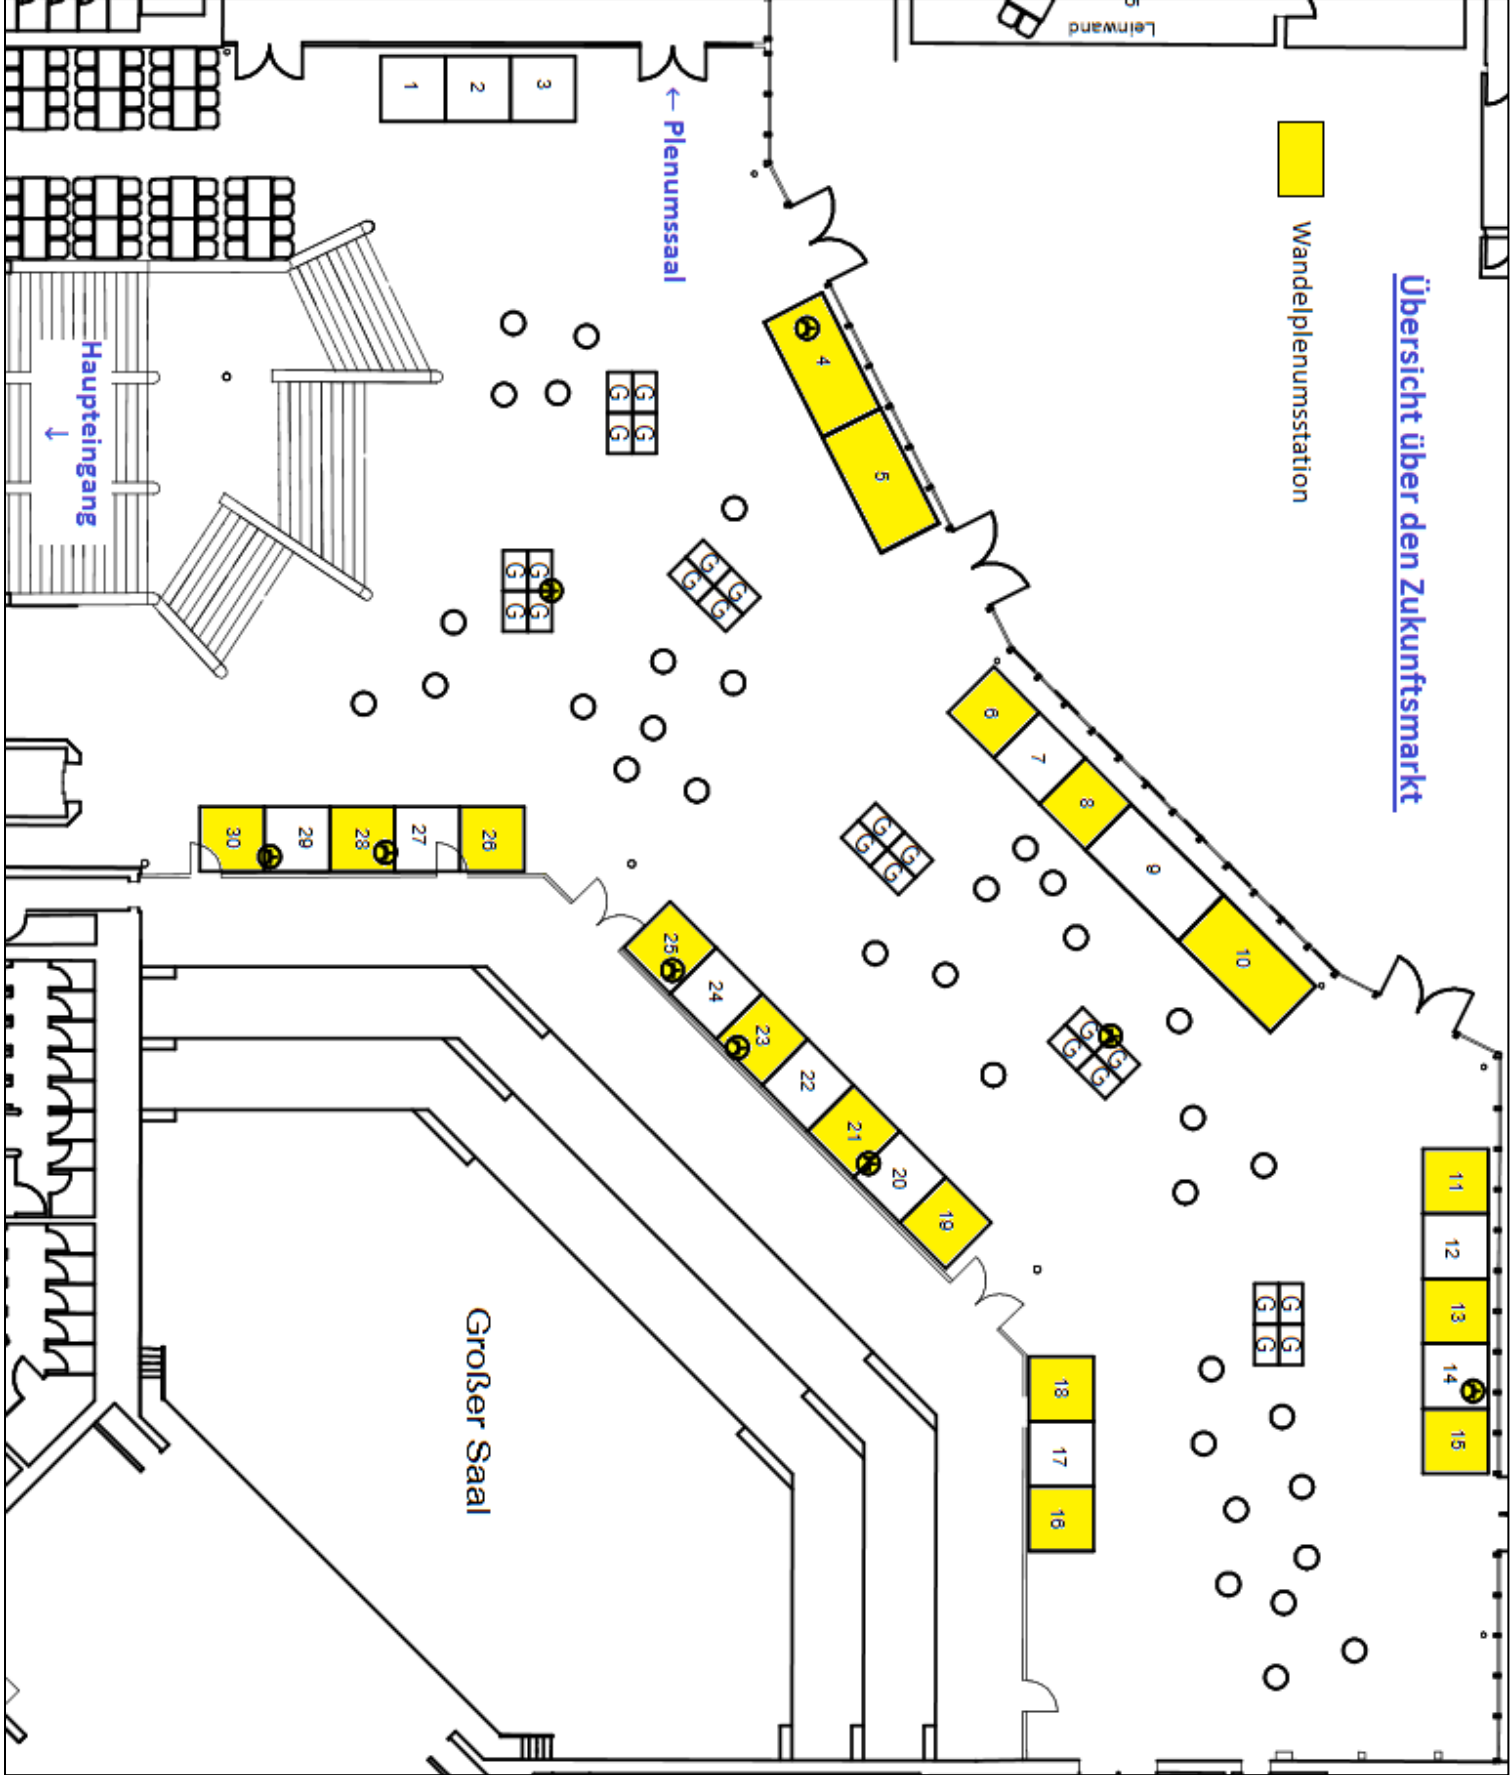 Übersicht über den Zukunftsmarkt
Wandelplenumsstation
Leinwand
← Plenumssaal
1
2
3
4
5
6
7
8
9
10
11
12
13
14
15
16
17
18
19
20
21
22
23
24
25
26
27
28
29
30
G G
G G
G G
G G
G G
G G
G G
G G
G G
G G
G G
G G
Haupteingang
↓
Großer Saal